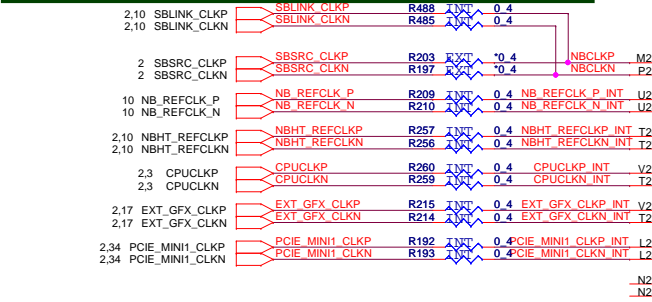 2,10 SBLINK_CLKP SBLINK_CLKP R488 INT 0_4
2,10 SBLINK_CLKN SBLINK_CLKN R485 INT 0_4
2 SBSRC_CLKP SBSRC_CLKP R203 EXT *0_4 NBCLKP M2
2 SBSRC_CLKN SBSRC_CLKN R197 EXT *0_4 NBCLKN P2
10 NB_REFCLK_P NB_REFCLK_P R209 INT 0_4 NB_REFCLK_P_INT U2
10 NB_REFCLK_N NB_REFCLK_N R210 INT 0_4 NB_REFCLK_N_INT U2
2,10 NBHT_REFCLKP NBHT_REFCLKP R257 INT 0_4 NBHT_REFCLKP_INT T2
2,10 NBHT_REFCLKN NBHT_REFCLKN R256 INT 0_4 NBHT_REFCLKN_INT T2
2,3 CPUCLKP CPUCLKP R260 INT 0_4 CPUCLKP_INT V2
2,3 CPUCLKN CPUCLKN R259 INT 0_4 CPUCLKN_INT T2
2,17 EXT_GFX_CLKP EXT_GFX_CLKP R215 INT 0_4 EXT_GFX_CLKP_INT V2
2,17 EXT_GFX_CLKN EXT_GFX_CLKN R214 INT 0_4 EXT_GFX_CLKN_INT T2
2,34 PCIE_MINI1_CLKP PCIE_MINI1_CLKP R192 INT 0_4 PCIE_MINI1_CLKP_INT L2
2,34 PCIE_MINI1_CLKN PCIE_MINI1_CLKN R193 INT 0_4 PCIE_MINI1_CLKN_INT L2
N2
N2